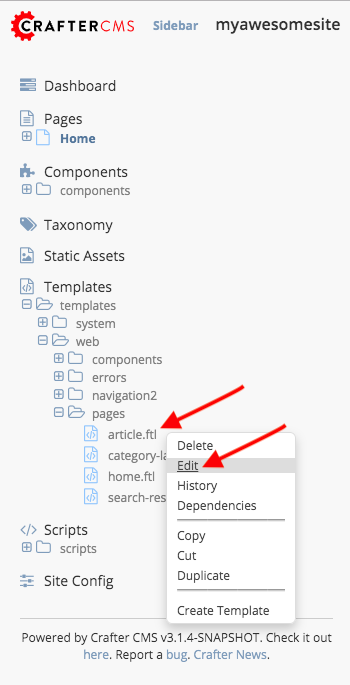 CRAFTERCMS Sidebar myawesomesite
Dashboard
Pages
Home
Components
components
Taxonomy
Static Assets
Templates
templates
system
web
components
errors
navigation2
pages
article.ftl
category-la
home.ftl
search-res
Delete
Edit
History
Dependencies
Copy
Cut
Duplicate
Create Template
Scripts
scripts
Site Config
Powered by Crafter CMS v3.1.4-SNAPSHOT. Check it out
here. Report a bug. Crafter News.